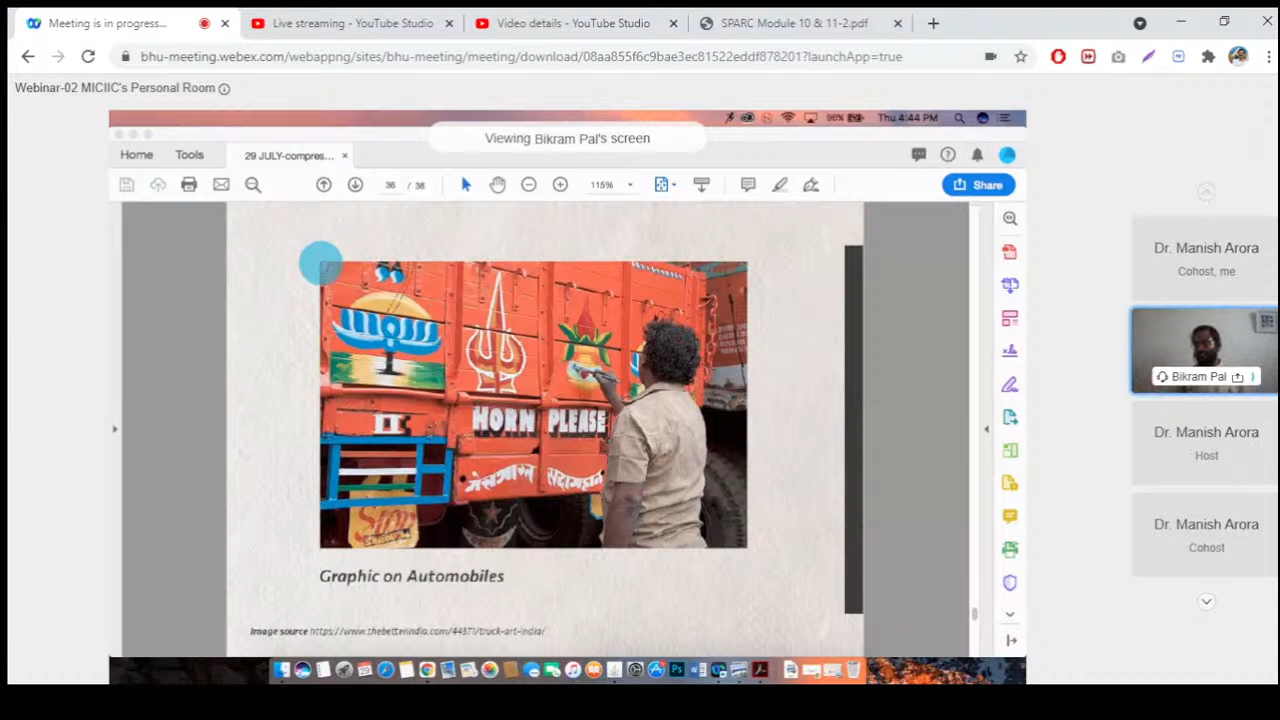 Meeting is in progress...
Live streaming - YouTube Studio
Video details - YouTube Studio
SPARC Module 10 & 11-2.pdf
bhu-meeting.webex.com/webappng/sites/bhu-meeting/meeting/download/08aa855f6c9bae3ec81522eddf878201?launchApp=true
Webinar-02 MICIIC's Personal Room
96%
Thu 4:44 PM
Viewing Bikram Pal's screen
Home
Tools
29 JULY-compres...
36 / 38
115%
Share
HORN PLEASE
Graphic on Automobiles
Image source https://www.thebetterindia.com/44371/truck-art-india/
Dr. Manish Arora
Cohost, me
Bikram Pal
Dr. Manish Arora
Host
Dr. Manish Arora
Cohost